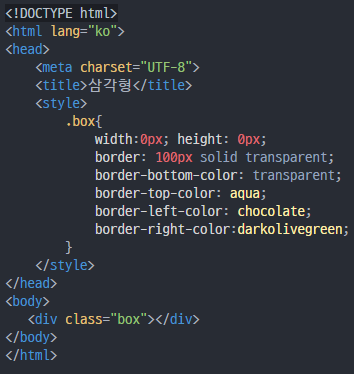 <!DOCTYPE html>
<html lang="ko">
<head>
    <meta charset="UTF-8">
    <title>삼각형</title>
    <style>
        .box{
            width:0px; height: 0px;
            border: 100px solid transparent;
            border-bottom-color: transparent;
            border-top-color: aqua;
            border-left-color: chocolate;
            border-right-color:darkolivegreen;
        }
    </style>
</head>
<body>
   <div class="box"></div>
</body>
</html>